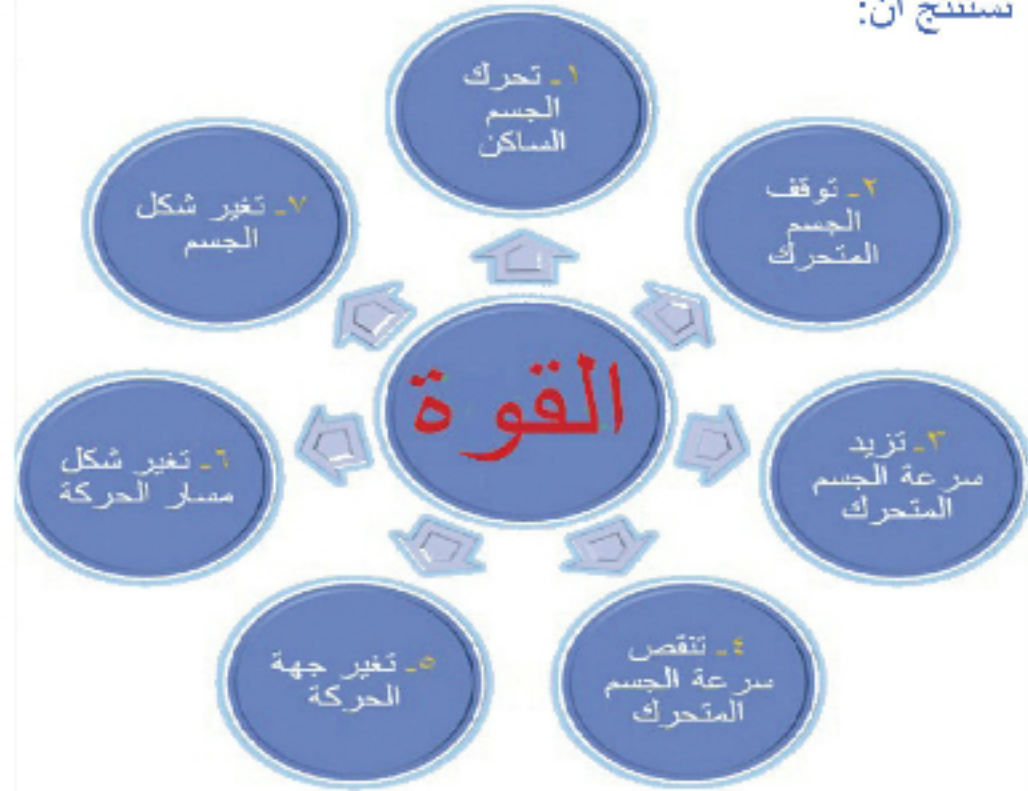 نستنتج أن:
١- تحرك
الجسم
الساكن
٢- توقف
الجسم
المتحرك
٣- تزيد
سرعة الجسم
المتحرك
٤- تنقص
سرعة الجسم
المتحرك
٥- تغير جهة
الحركة
٦- تغير شكل
مسار الحركة
٧- تغير شكل
الجسم
القوة